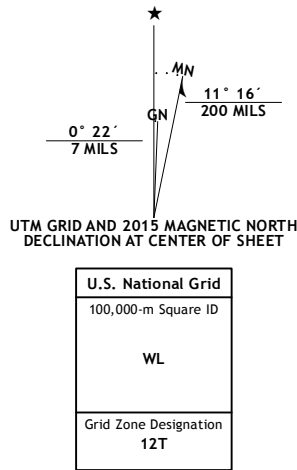 ★
MN
GN
11° 16´
200 MILS
0° 22´
7 MILS
UTM GRID AND 2015 MAGNETIC NORTH
DECLINATION AT CENTER OF SHEET
U.S. National Grid
100,000-m Square ID
WL
Grid Zone Designation
12T